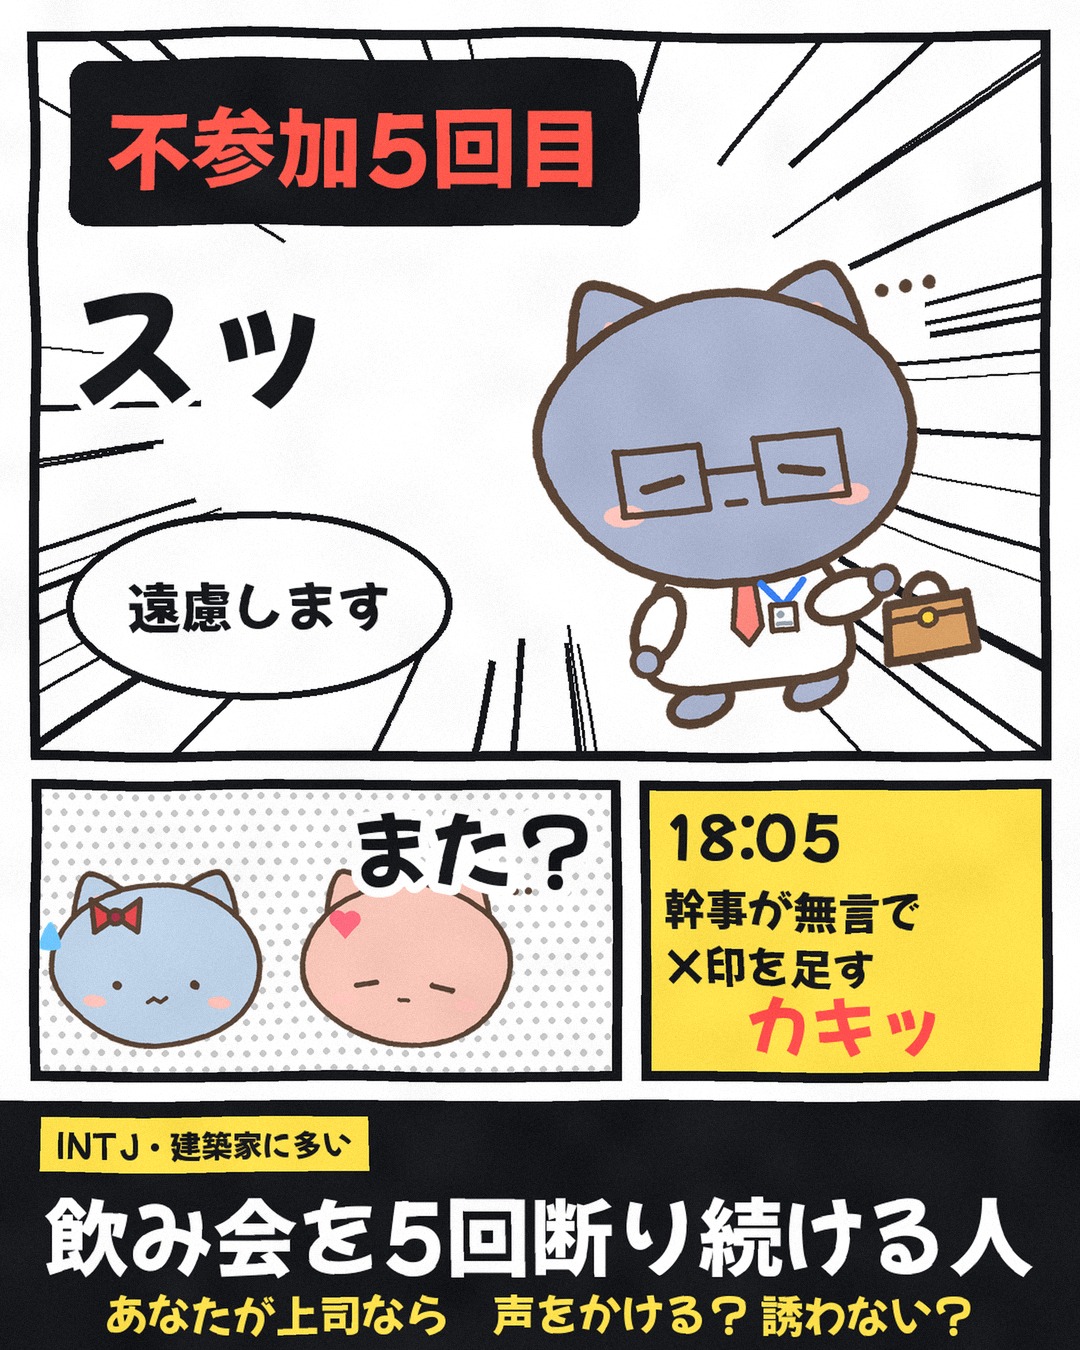 不参加5回目
スッ
遠慮します
また？
18:05
幹事が無言で
×印を足す
カキッ
INTJ・建築家に多い
飲み会を5回断り続ける人
あなたが上司なら　声をかける？ 誘わない？